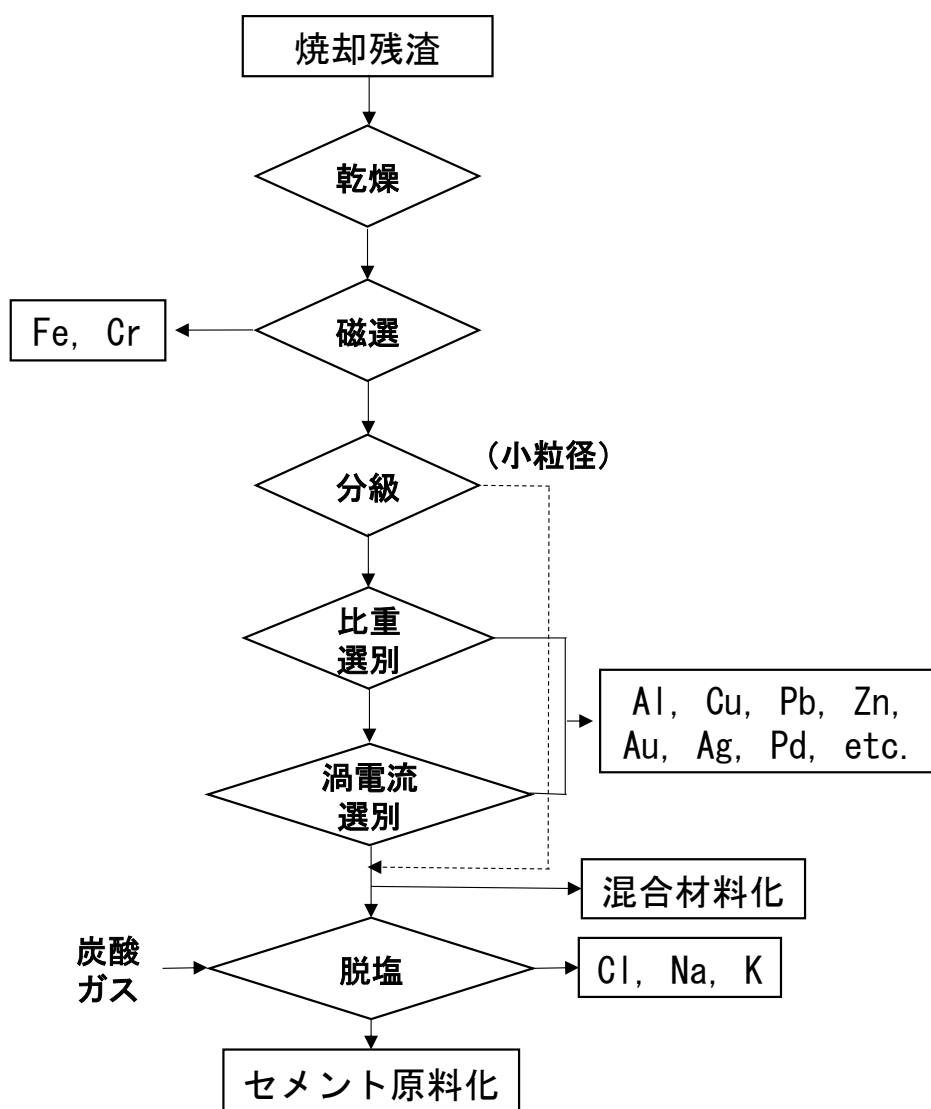 焼却残渣
乾燥
磁選
Fe, Cr
分級
(小粒径)
比重
選別
Al, Cu, Pb, Zn,
Au, Ag, Pd, etc.
渦電流
選別
混合材料化
炭酸
ガス
脱塩
Cl, Na, K
セメント原料化